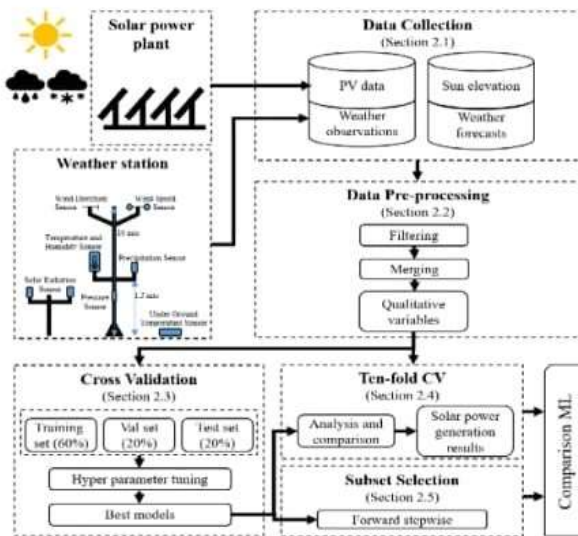 Solar power
plant
Data Collection
(Section 2.1)
PV data
Weather
observations
Sun elevation
Weather
forecasts
Weather station
Wind Direction
Sensor
Wind Speed
Sensor
Temperature and
Humidity Sensor
Precipitation Sensor
Solar Radiation
Sensor
Pressure
Sensor
Under Ground
Temperature Sensor
Data Pre-processing
(Section 2.2)
Filtering
Merging
Qualitative
variables
Cross Validation
(Section 2.3)
Training
set (60%)
Val set
(20%)
Test set
(20%)
Hyper parameter tuning
Best models
Ten-fold CV
(Section 2.4)
Analysis and
comparison
Solar power
generation
results
Subset Selection
(Section 2.5)
Forward stepwise
Comparison ML